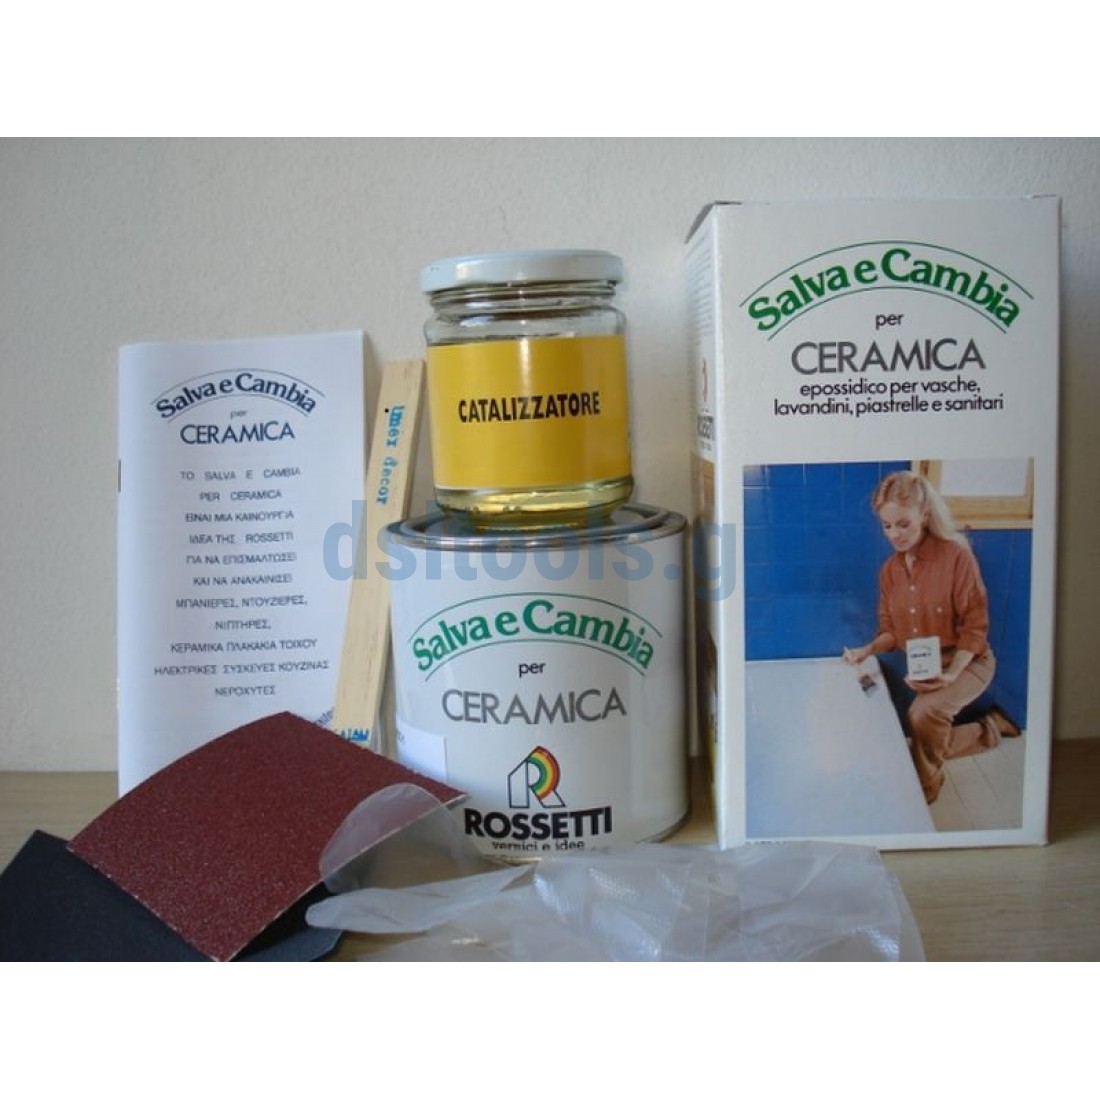 Salva e Cambia
per
CERAMICA
ΤΟ SALVA E CAMBIA
PER CERAMICA
ΕΙΝΑΙ ΜΙΑ ΚΑΙΝΟΥΡΓΙΑ
ΙΔΕΑ ΤΗΣ ROSSETTI
ΓΙΑ ΝΑ ΕΠΙΣΜΑΛΤΩΣΕΙ
ΚΑΙ ΝΑ ΑΝΑΚΑΙΝΙΣΕΙ
ΜΠΑΝΙΕΡΕΣ, ΝΤΟΥΖΙΕΡΕΣ,
ΝΙΠΤΗΡΕΣ,
ΚΕΡΑΜΙΚΑ ΠΛΑΚΑΚΙΑ ΤΟΙΧΟΥ
ΗΛΕΚΤΡΙΚΕΣ ΣΥΣΚΕΥΕΣ ΚΟΥΖΙΝΑΣ
ΝΕΡΟΧΥΤΕΣ
decor
CATALIZZATORE
Salva e Cambia
per
CERAMICA
ROSSETTI
vernici e idee
Salva e Cambia
per
CERAMICA
epossidico per vasche,
lavandini, piastrelle e sanitari
dsitools.g